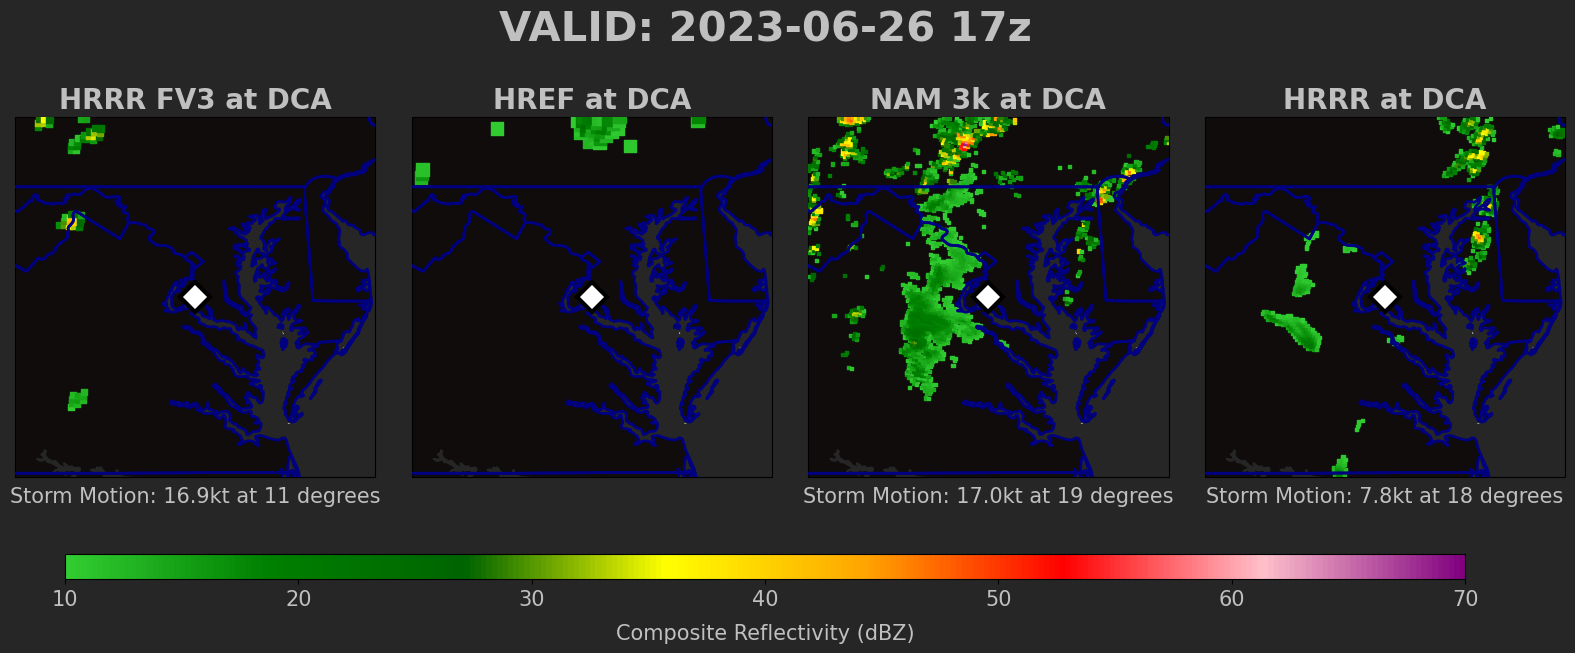 VALID: 2023-06-26 17z
HRRR FV3 at DCA
HREF at DCA
NAM 3k at DCA
HRRR at DCA
Storm Motion: 16.9kt at 11 degrees
Storm Motion: 17.0kt at 19 degrees
Storm Motion: 7.8kt at 18 degrees
10 20 30 40 50 60 70
Composite Reflectivity (dBZ)